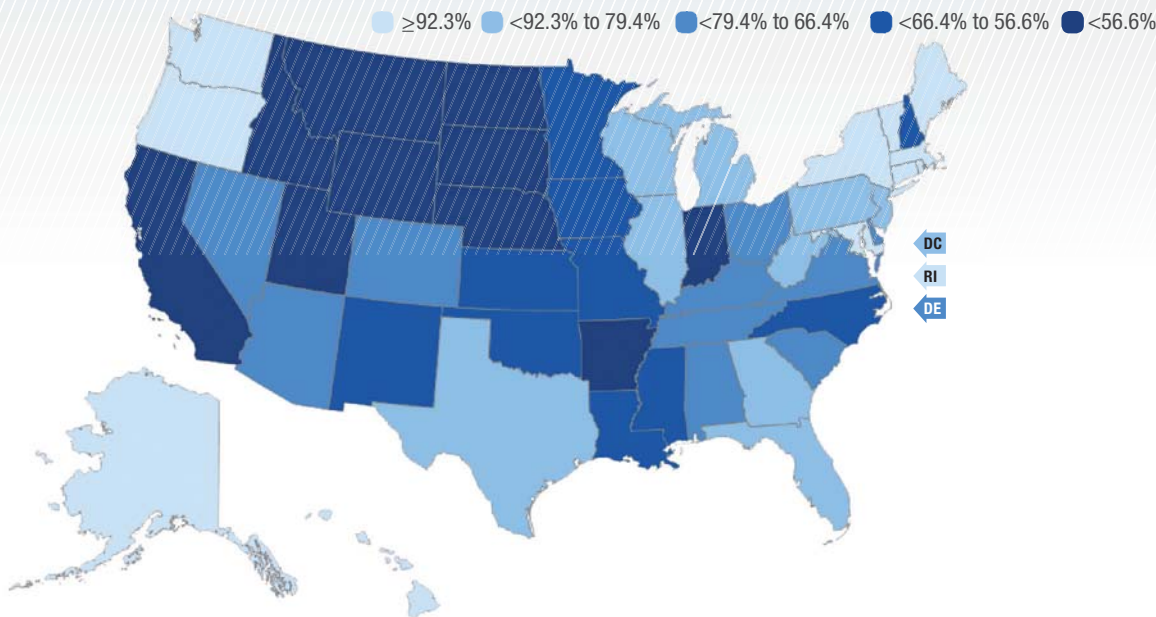 ≥92.3% <92.3% to 79.4% <79.4% to 66.4% <66.4% to 56.6% <56.6%
DC
RI
DE